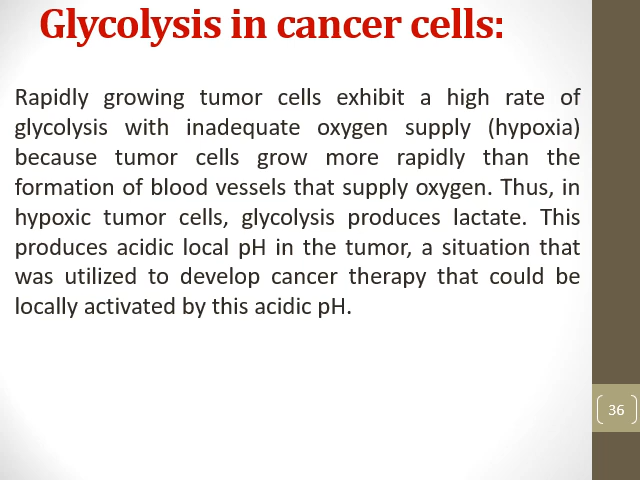 Glycolysis in cancer cells:
Rapidly growing tumor cells exhibit a high rate of
glycolysis with inadequate oxygen supply (hypoxia)
because tumor cells grow more rapidly than the
formation of blood vessels that supply oxygen. Thus, in
hypoxic tumor cells, glycolysis produces lactate. This
produces acidic local pH in the tumor, a situation that
was utilized to develop cancer therapy that could be
locally activated by this acidic pH.
36